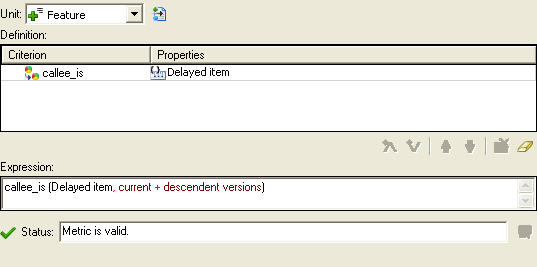 Unit: Feature
Definition:
Criterion Properties
callee_is Delayed item
Expression:
callee_is (Delayed item, current + descendent versions)
Status: Metric is valid.